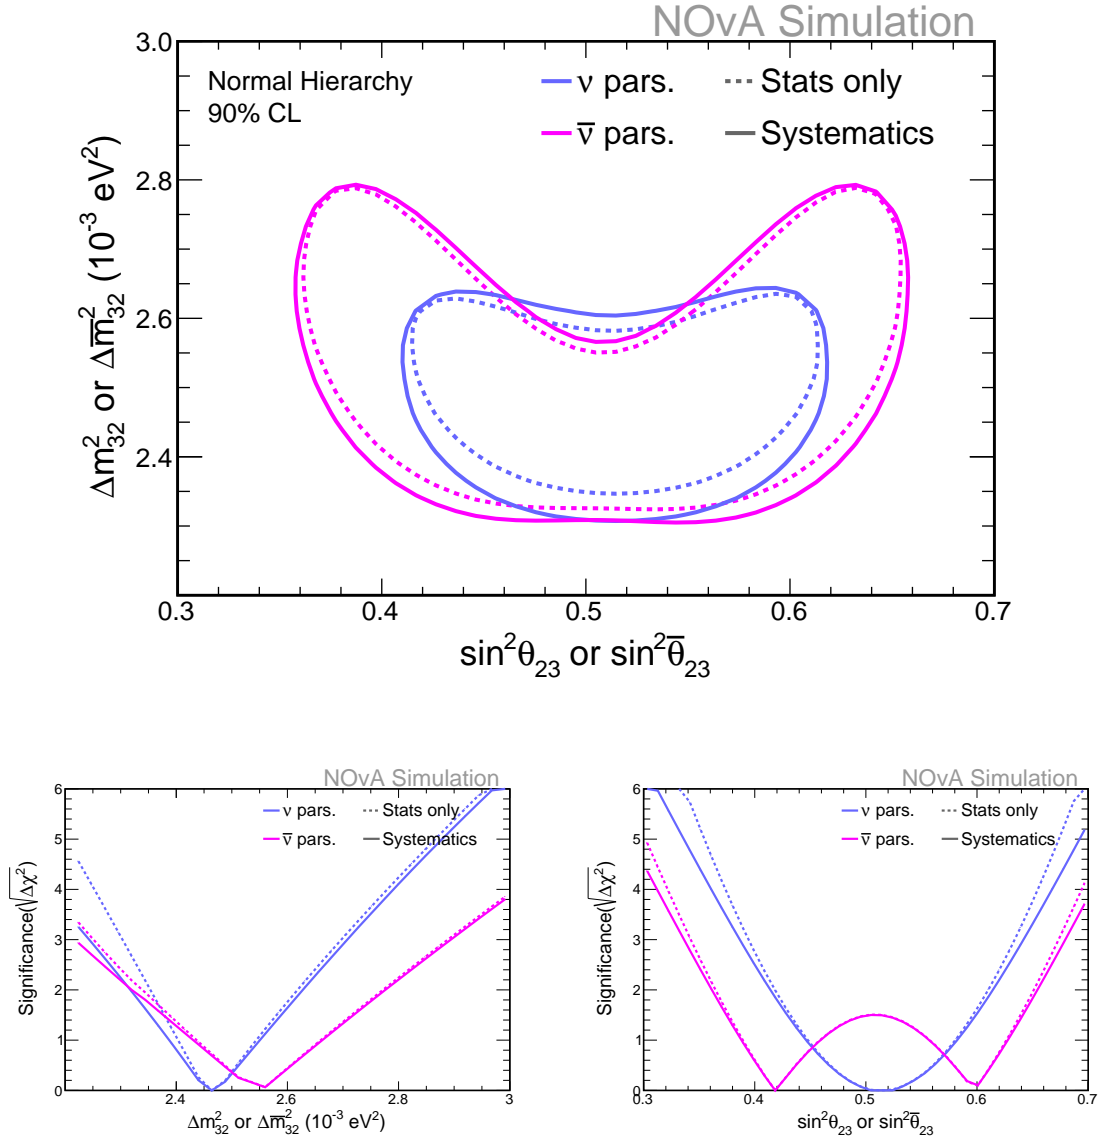 NOvA Simulation
Normal Hierarchy
90% CL
ν pars.
Stats only
ν̅ pars.
Systematics
3.0
2.8
2.6
2.4
0.3 0.4 0.5 0.6 0.7
Δm²₃₂ or Δm̅²₃₂ (10⁻³ eV²)
sin²θ₂₃ or sin²θ̅₂₃
NOvA Simulation
ν pars.
Stats only
ν̅ pars.
Systematics
6
5
4
3
2
1
0
2.4 2.6 2.8 3
Significance(√Δχ²)
Δm²₃₂ or Δm̅²₃₂ (10⁻³ eV²)
NOvA Simulation
ν pars.
Stats only
ν̅ pars.
Systematics
6
5
4
3
2
1
0
0.3 0.4 0.5 0.6 0.7
Significance(√Δχ²)
sin²θ₂₃ or sin²θ̅₂₃